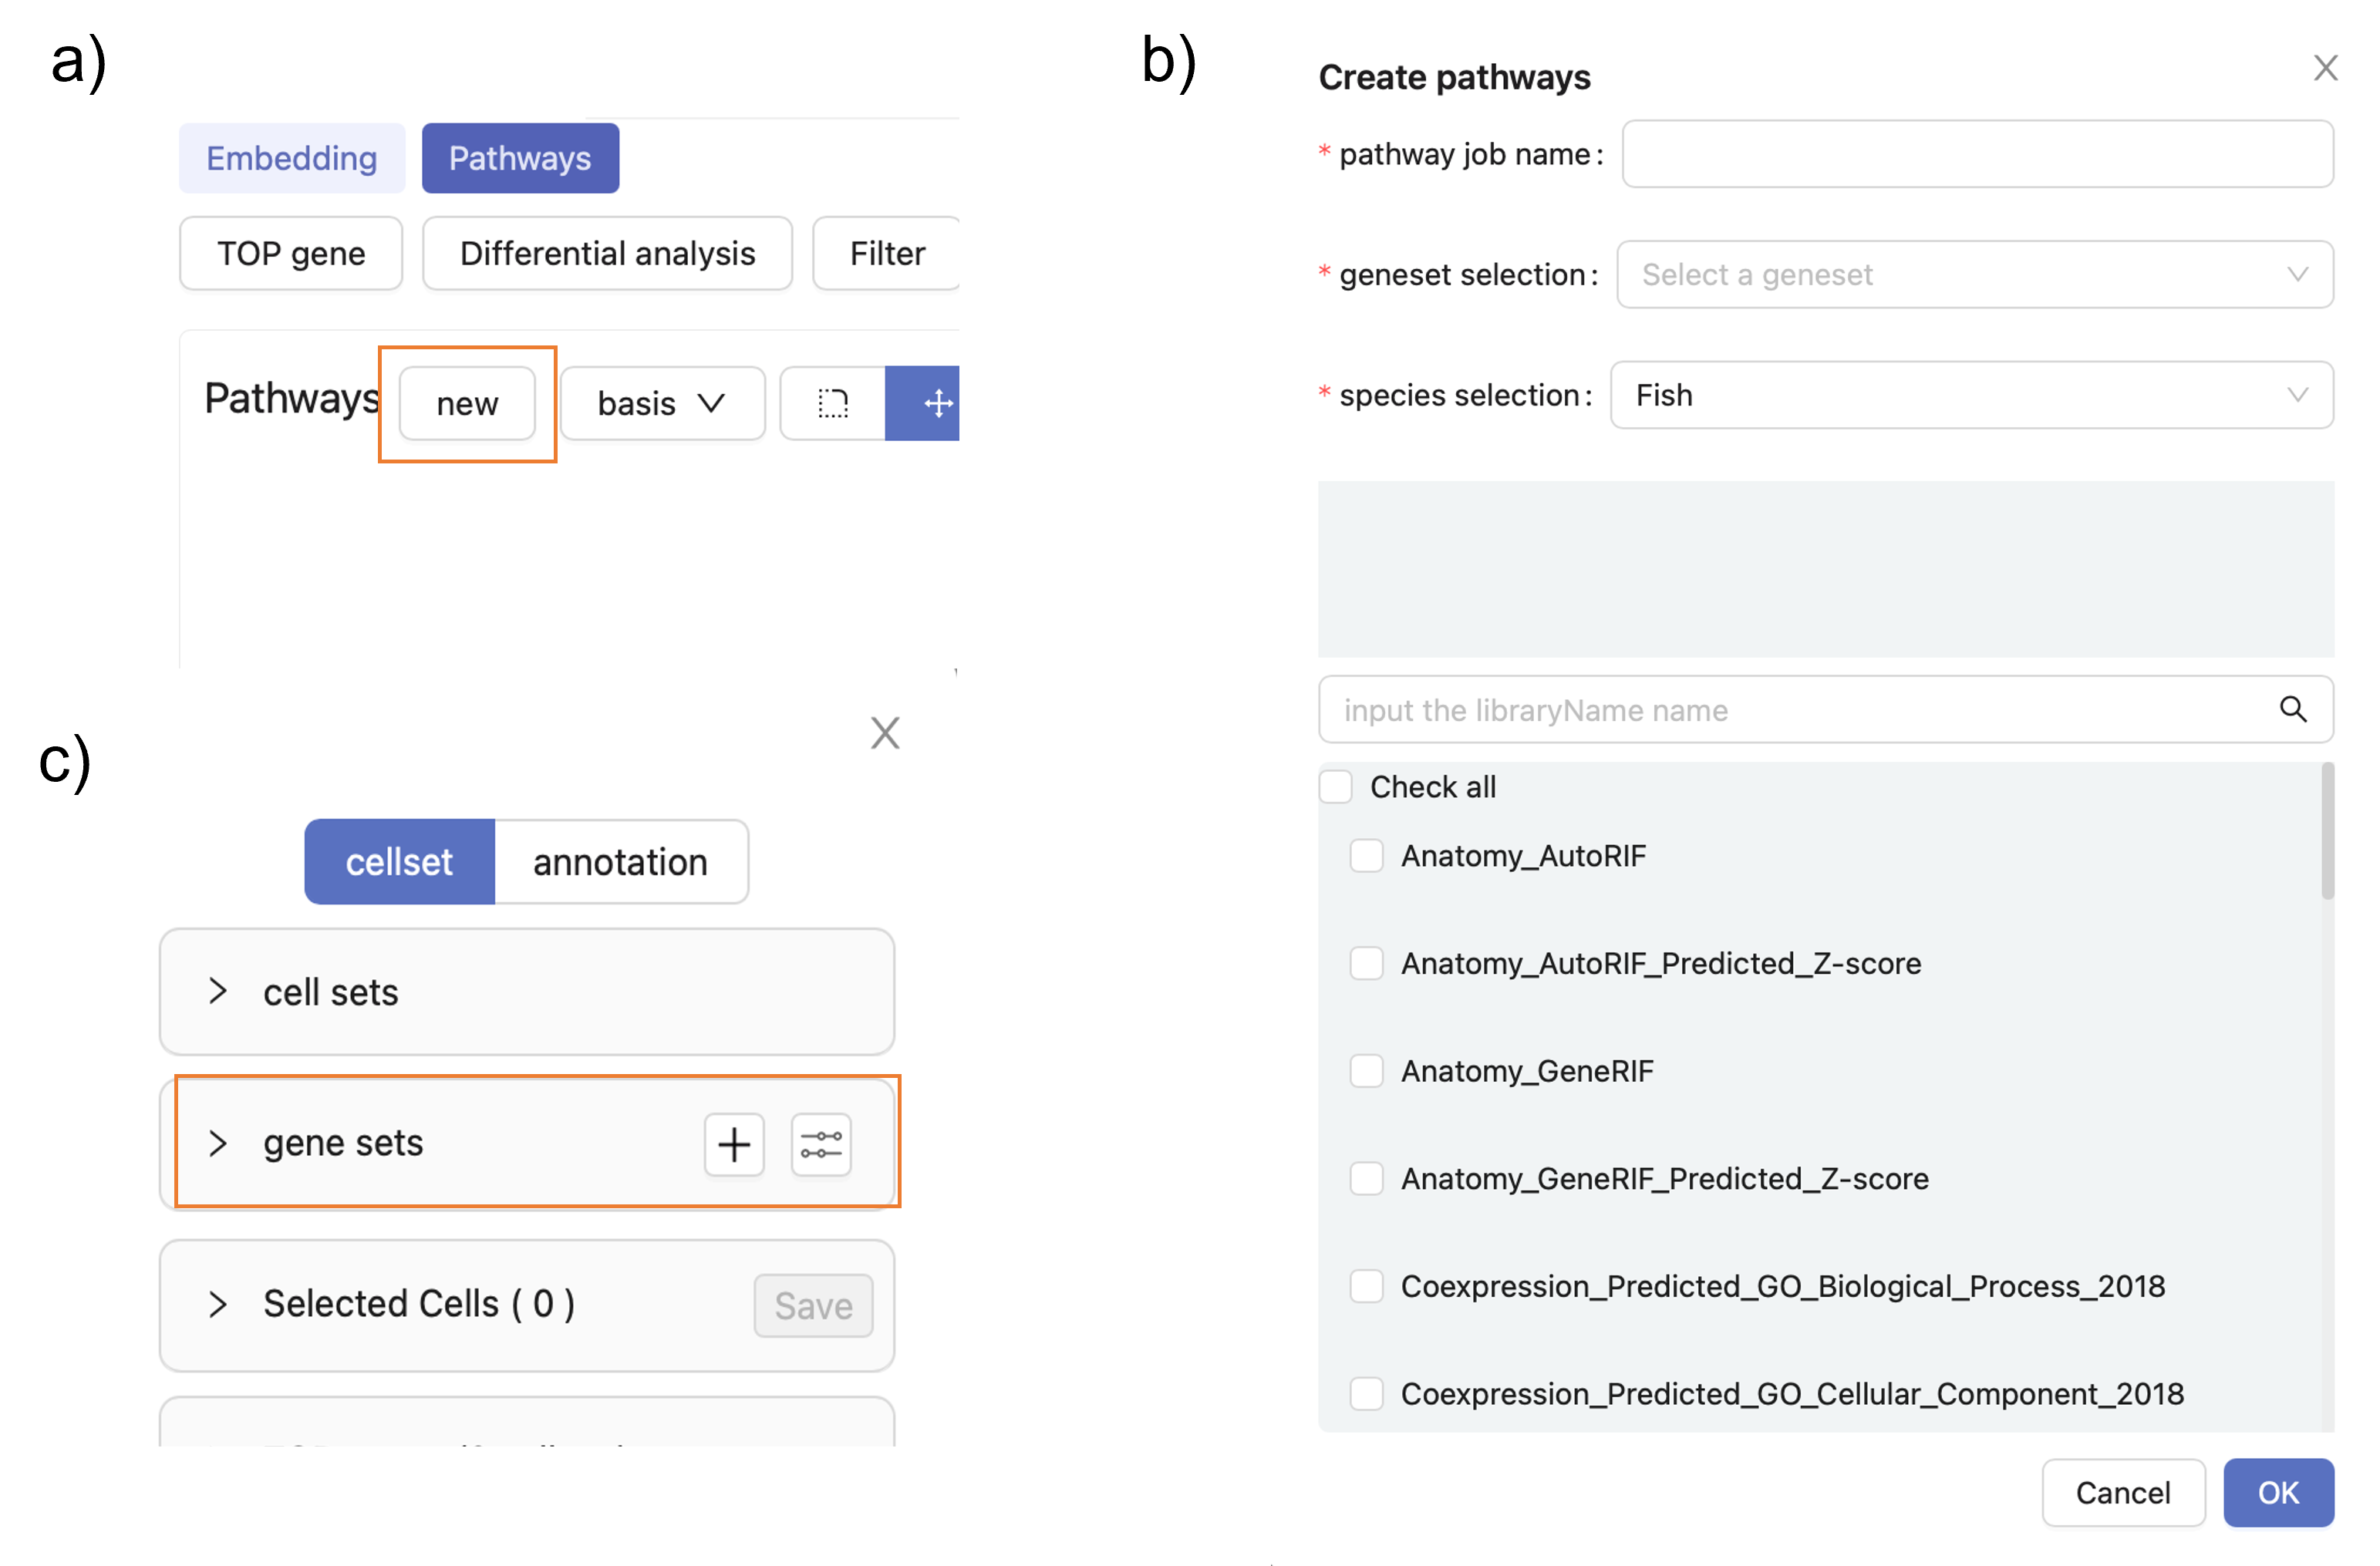 a)
Embedding Pathways
TOP gene Differential analysis Filter
Pathways new basis
b)
Create pathways
* pathway job name :
* geneset selection : Select a geneset
* species selection : Fish
input the libraryName name
Check all
Anatomy_AutoRIF
Anatomy_AutoRIF_Predicted_Z-score
Anatomy_GeneRIF
Anatomy_GeneRIF_Predicted_Z-score
Coexpression_Predicted_GO_Biological_Process_2018
Coexpression_Predicted_GO_Cellular_Component_2018
Cancel OK
c)
cellset annotation
cell sets
gene sets
Selected Cells ( 0 ) Save